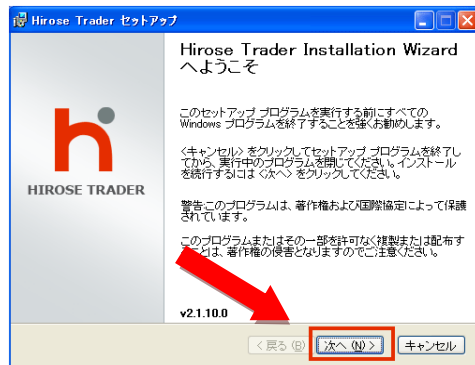 Hirose Trader セットアップ
Hirose Trader Installation Wizard
へようこそ
このセットアップ プログラムを実行する前にすべての
Windows プログラムを終了することを強くお勧めします。
<キャンセル> をクリックしてセットアップ プログラムを終了し
てから、実行中のプログラムを閉じてください。インストール
を続行するには <次へ> をクリックしてください。
h
HIROSE TRADER
警告:このプログラムは、著作権および国際協定によって保護
されています。
このプログラムまたはその一部を許可なく複製または配布す
ることは、著作権の侵害となりますのでご注意ください。
v2.1.10.0
< 戻る (B)
次へ (N) >
キャンセル